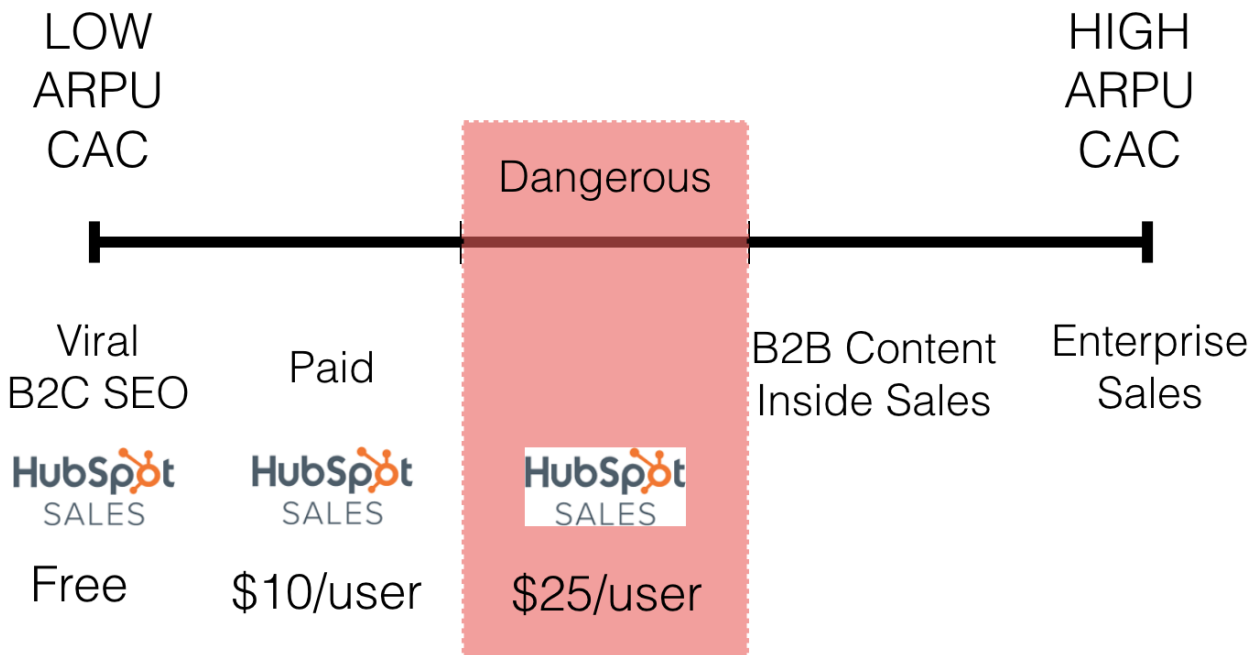 LOW
ARPU
CAC
HIGH
ARPU
CAC
Dangerous
Viral
B2C SEO
Paid
B2B Content
Inside Sales
Enterprise
Sales
HubSpot
SALES
HubSpot
SALES
HubSpot
SALES
Free
$10/user
$25/user